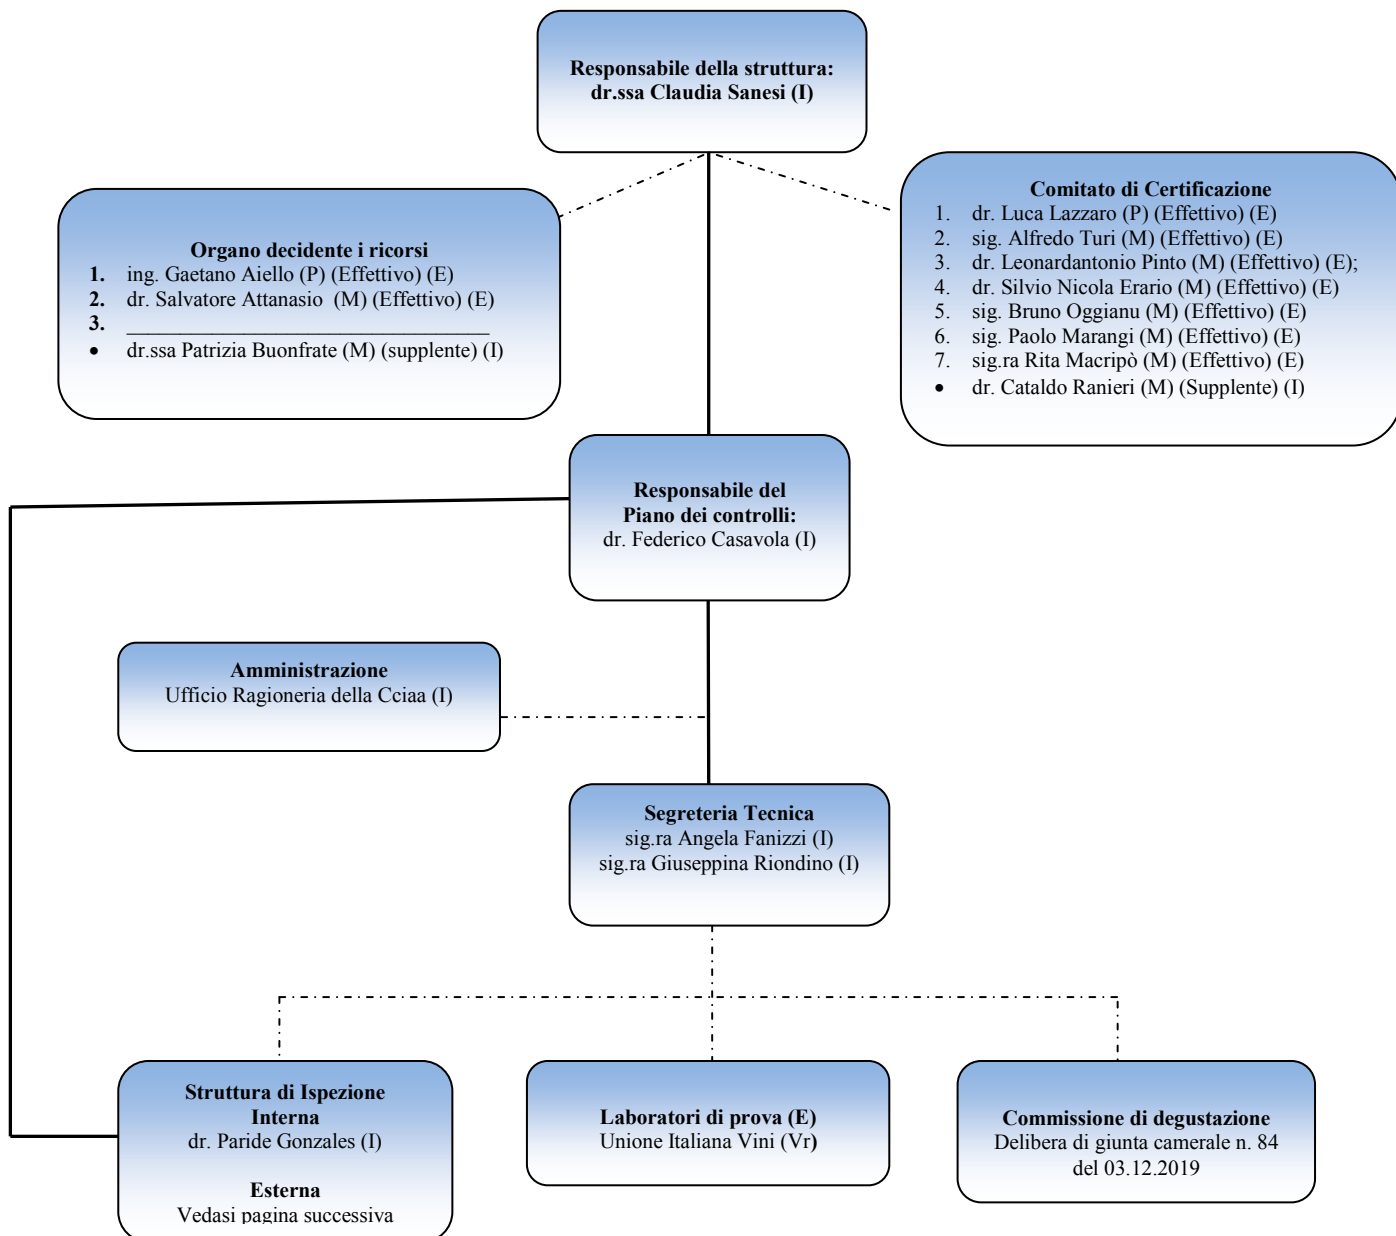 Responsabile della struttura:
dr.ssa Claudia Sanesi (I)
Organo decidente i ricorsi
1. ing. Gaetano Aiello (P) (Effettivo) (E)
2. dr. Salvatore Attanasio (M) (Effettivo) (E)
3. __________________________________
• dr.ssa Patrizia Buonfrate (M) (supplente) (I)
Comitato di Certificazione
1. dr. Luca Lazzaro (P) (Effettivo) (E)
2. sig. Alfredo Turi (M) (Effettivo) (E)
3. dr. Leonardantonio Pinto (M) (Effettivo) (E);
4. dr. Silvio Nicola Erario (M) (Effettivo) (E)
5. sig. Bruno Oggianu (M) (Effettivo) (E)
6. sig. Paolo Marangi (M) (Effettivo) (E)
7. sig.ra Rita Macripò (M) (Effettivo) (E)
• dr. Cataldo Ranieri (M) (Supplente) (I)
Responsabile del
Piano dei controlli:
dr. Federico Casavola (I)
Amministrazione
Ufficio Ragioneria della Cciaa (I)
Segreteria Tecnica
sig.ra Angela Fanizzi (I)
sig.ra Giuseppina Riondino (I)
Struttura di Ispezione
Interna
dr. Paride Gonzales (I)
Esterna
Vedasi pagina successiva
Laboratori di prova (E)
Unione Italiana Vini (Vr)
Commissione di degustazione
Delibera di giunta camerale n. 84
del 03.12.2019